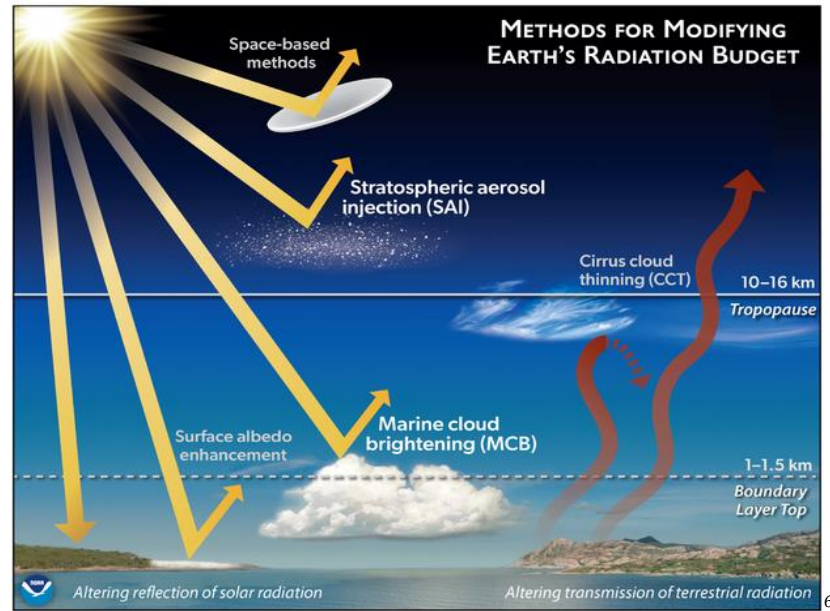 METHODS FOR MODIFYING
EARTH'S RADIATION BUDGET
Space-based
methods
Stratospheric aerosol
injection (SAI)
Cirrus cloud
thinning (CCT)
10–16 km
Tropopause
Marine cloud
brightening (MCB)
Surface albedo
enhancement
1–1.5 km
Boundary
Layer Top
NOAA
Altering reflection of solar radiation
Altering transmission of terrestrial radiation
6